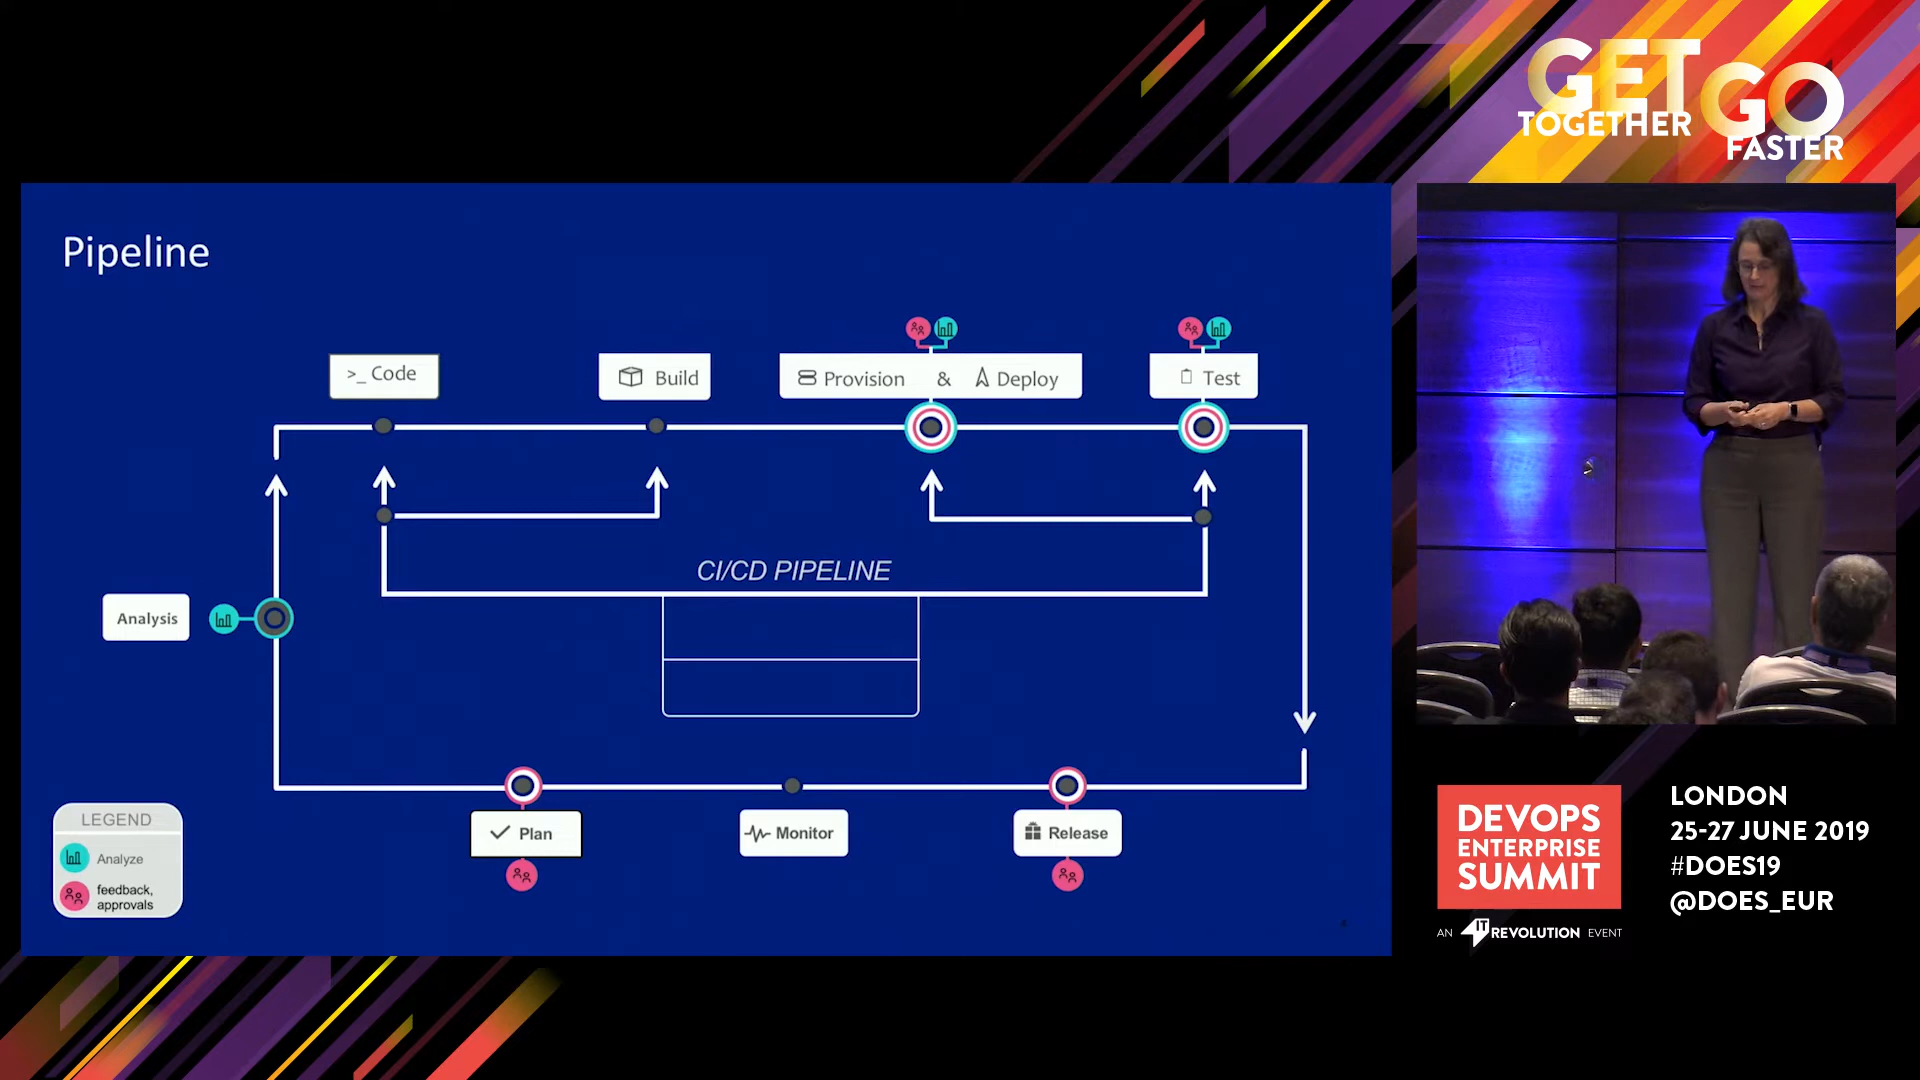 GET
TOGETHER
GO
FASTER
Pipeline
>_ Code
Build
Provision & Deploy
Test
CI/CD PIPELINE
Analysis
Plan
Monitor
Release
LEGEND
Analyze
feedback,
approvals
DEVOPS
ENTERPRISE
SUMMIT
AN IT REVOLUTION EVENT
LONDON
25-27 JUNE 2019
#DOES19
@DOES_EUR